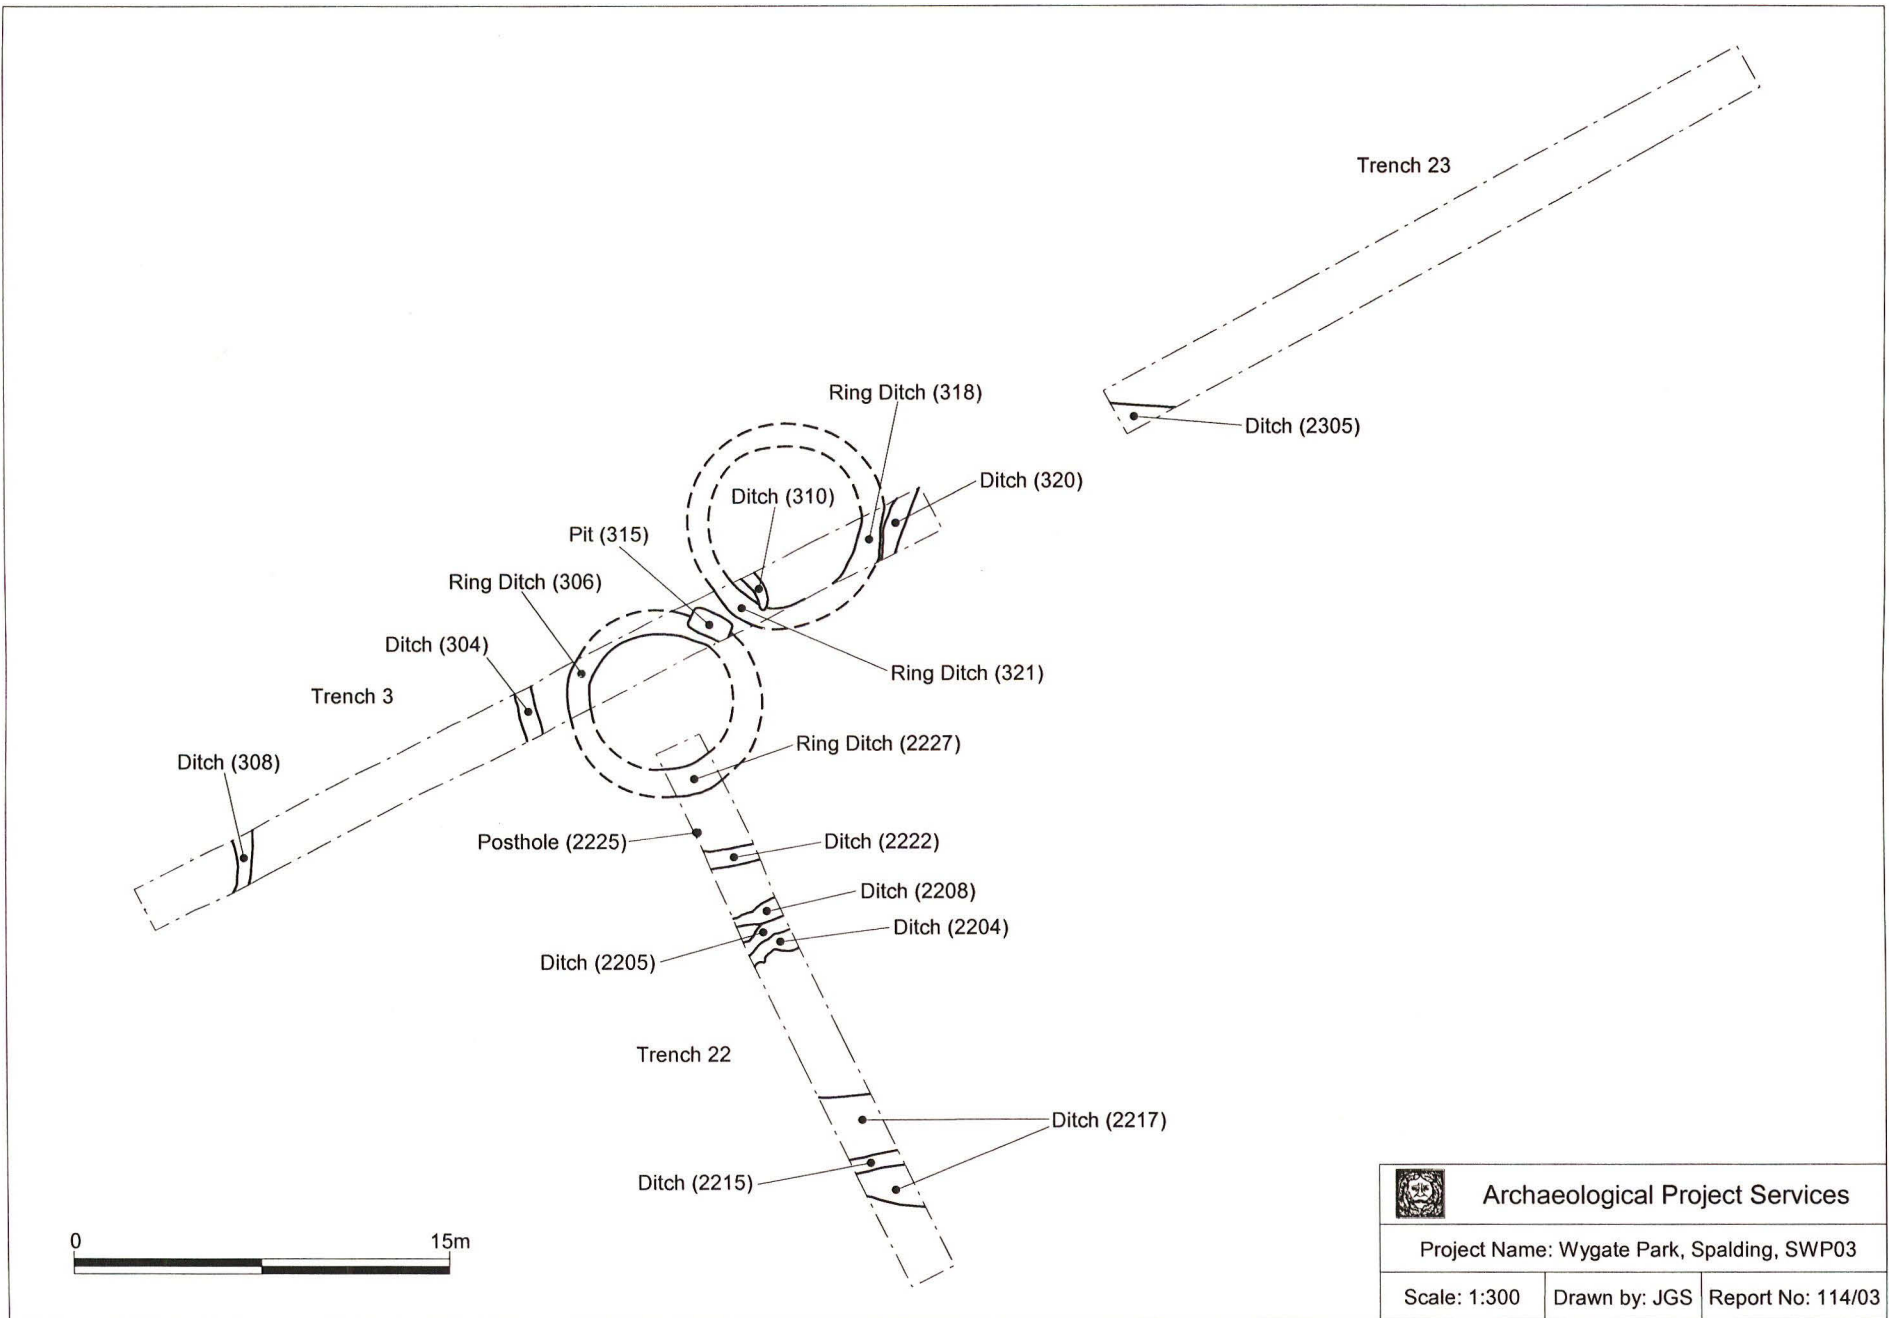 Trench 23
Ring Ditch (318)
Ditch (2305)
Ditch (320)
Ditch (310)
Pit (315)
Ring Ditch (306)
Ditch (304)
Ring Ditch (321)
Trench 3
Ring Ditch (2227)
Ditch (308)
Posthole (2225)
Ditch (2222)
Ditch (2208)
Ditch (2204)
Ditch (2205)
Trench 22
Ditch (2217)
Ditch (2215)
0 15m
Archaeological Project Services
Project Name: Wygate Park, Spalding, SWP03
Scale: 1:300 Drawn by: JGS Report No: 114/03